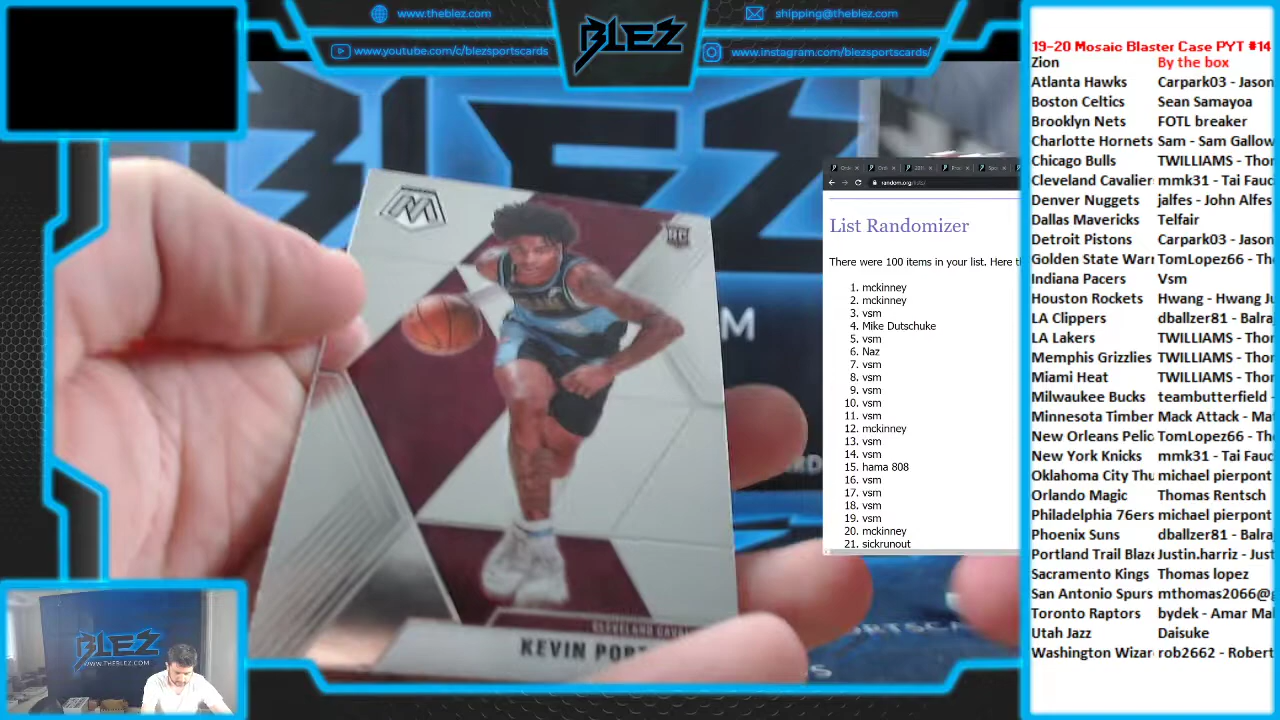 www.theblez.com
shipping@theblez.com
www.youtube.com/c/blezsportscards
www.instagram.com/blezsportscards/
BLEZ
BLEZ
RC
KEVIN
List Randomizer
There were 100 items in your list. Here
1. mckinney
2. mckinney
3. vsm
4. Mike Dutschuke
5. vsm
6. Naz
7. vsm
8. vsm
9. vsm
10. vsm
11. vsm
12. mckinney
13. vsm
14. vsm
15. hama 808
16. vsm
17. vsm
18. vsm
19. vsm
20. mckinney
21. sickrunout
19-20 Mosaic Blaster Case PYT #14
Zion By the box
Atlanta Hawks Carpark03 - Jason
Boston Celtics Sean Samayoa
Brooklyn Nets FOTL breaker
Charlotte Hornets Sam - Sam Gallow
Chicago Bulls TWILLIAMS - Thor
Cleveland Cavalier mmk31 - Tai Fauc
Denver Nuggets jalfes - John Alfes
Dallas Mavericks Telfair
Detroit Pistons Carpark03 - Jason
Golden State Warr TomLopez66 - Tho
Indiana Pacers Vsm
Houston Rockets Hwang - Hwang Ju
LA Clippers dballzer81 - Balra
LA Lakers TWILLIAMS - Thor
Memphis Grizzlies TWILLIAMS - Thor
Miami Heat TWILLIAMS - Thor
Milwaukee Bucks teambutterfield -
Minnesota Timber Mack Attack - Ma
New Orleans Pelic TomLopez66 - Tho
New York Knicks mmk31 - Tai Fauc
Oklahoma City Thu michael pierpont
Orlando Magic Thomas Rentsch
Philadelphia 76ers michael pierpont
Phoenix Suns dballzer81 - Balra
Portland Trail Blaze Justin.harriz - Just
Sacramento Kings Thomas lopez
San Antonio Spurs mthomas2066@g
Toronto Raptors bydek - Amar Mal
Utah Jazz Daisuke
Washington Wizar rob2662 - Robert
BLEZ
WWW.THEBLEZ.COM